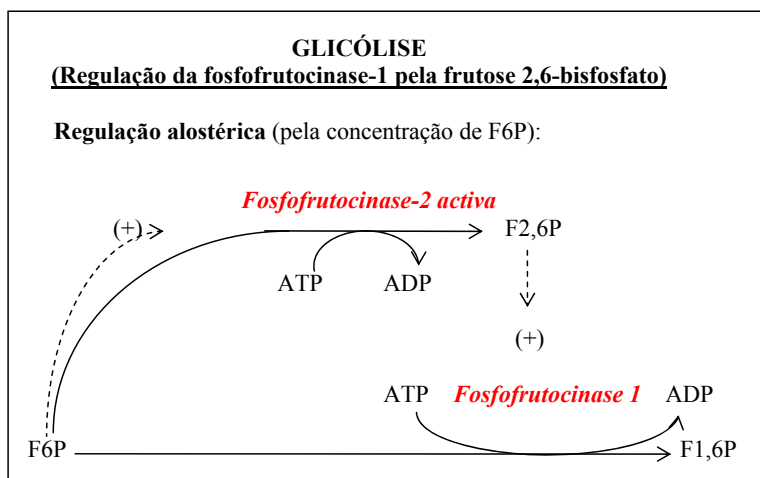 GLICÓLISE
(Regulação da fosfofrutocinase-1 pela frutose 2,6-bisfosfato)
Regulação alostérica (pela concentração de F6P):
Fosfofrutocinase-2 activa
(+)
F2,6P
ATP
ADP
(+)
ATP
Fosfofrutocinase 1
ADP
F6P
F1,6P